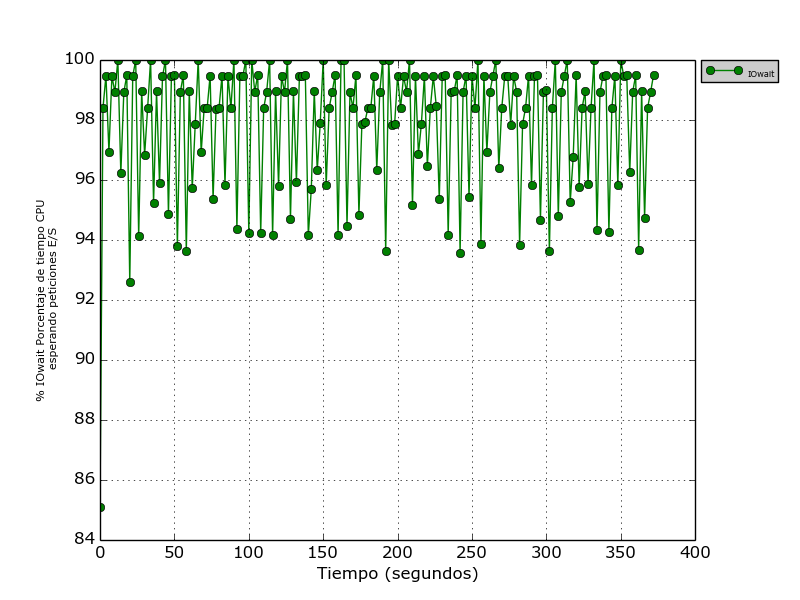 100
98
96
94
92
90
88
86
84
% IOwait Porcentaje de tiempo CPU
esperando peticiones E/S
0 50 100 150 200 250 300 350 400
Tiempo (segundos)
IOwait